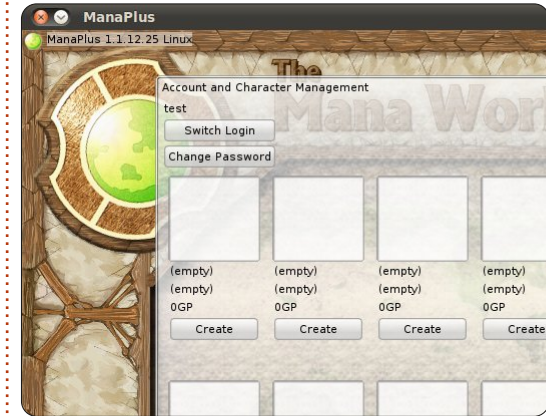 ManaPlus
ManaPlus 1.1.12.25 Linux
The
Mana Worl
Account and Character Management
test
Switch Login
Change Password
(empty) (empty) (empty) (empty)
(empty) (empty) (empty) (empty)
0GP 0GP 0GP 0GP
Create Create Create Create